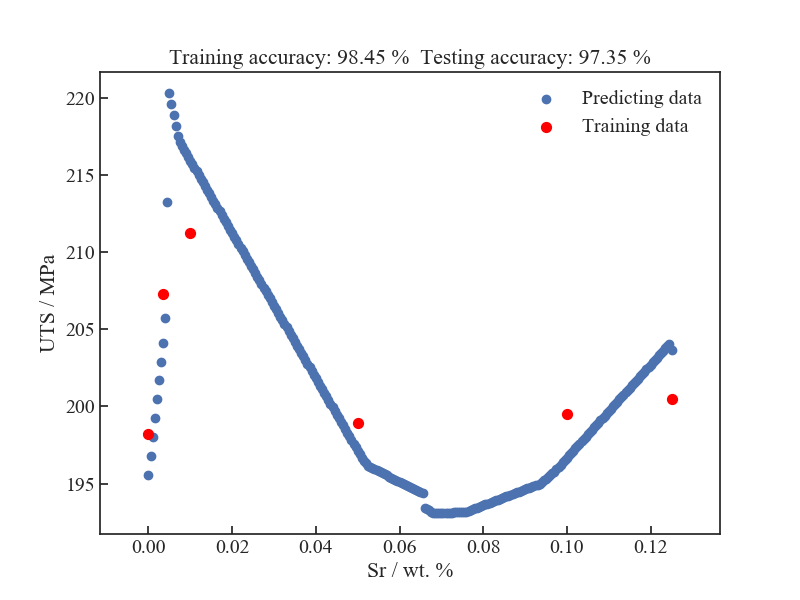 Training accuracy: 98.45 %  Testing accuracy: 97.35 %
Predicting data
Training data
220
215
210
205
200
195
UTS / MPa
0.00 0.02 0.04 0.06 0.08 0.10 0.12
Sr / wt. %